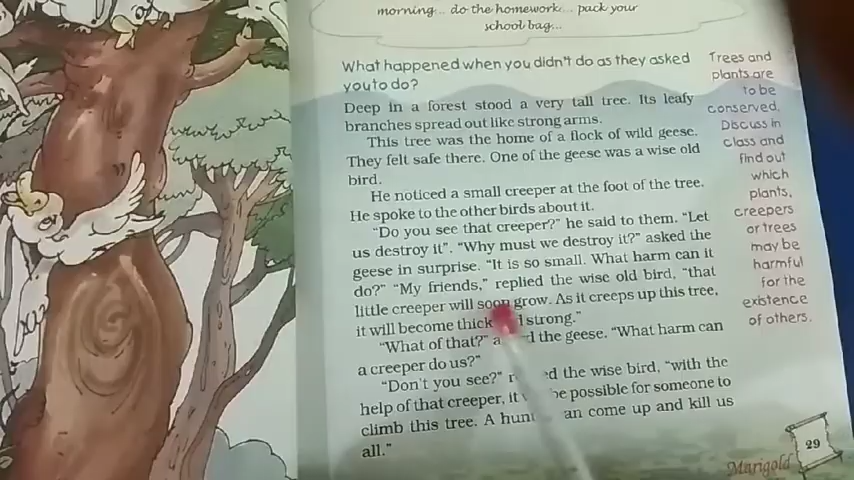 morning... do the homework... pack your
school bag...
What happened when you didn't do as they asked
you to do?
Deep in a forest stood a very tall tree. Its leafy
branches spread out like strong arms.
This tree was the home of a flock of wild geese.
They felt safe there. One of the geese was a wise old
bird.
He noticed a small creeper at the foot of the tree.
He spoke to the other birds about it.
"Do you see that creeper?" he said to them. "Let
us destroy it". "Why must we destroy it?" asked the
geese in surprise. "It is so small. What harm can it
do?" "My friends," replied the wise old bird, "that
little creeper will soon grow. As it creeps up this tree,
it will become thick strong."
"What of that?" the geese. "What harm can
a creeper do us?"
"Don't you see?" the wise bird, "with the
help of that creeper, it be possible for someone to
climb this tree. A can come up and kill us
all."
Trees and
plants are
to be
conserved.
Discuss in
class and
find out
which
plants,
creepers
or trees
may be
harmful
for the
existence
of others.
29
Marigold